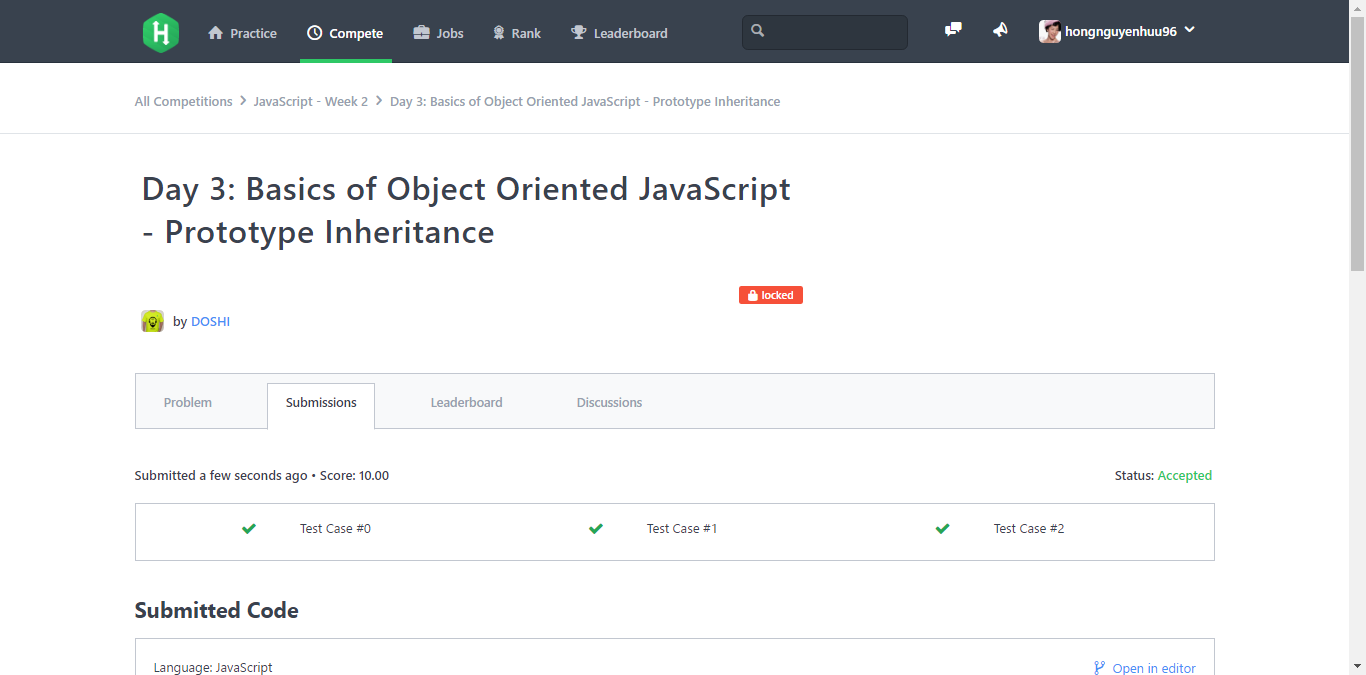 H Practice Compete Jobs Rank Leaderboard hongnguyenhuu96
All Competitions JavaScript - Week 2 Day 3: Basics of Object Oriented JavaScript - Prototype Inheritance
Day 3: Basics of Object Oriented JavaScript
- Prototype Inheritance
locked
by DOSHI
Problem Submissions Leaderboard Discussions
Submitted a few seconds ago • Score: 10.00 Status: Accepted
Test Case #0 Test Case #1 Test Case #2
Submitted Code
Language: JavaScript Open in editor